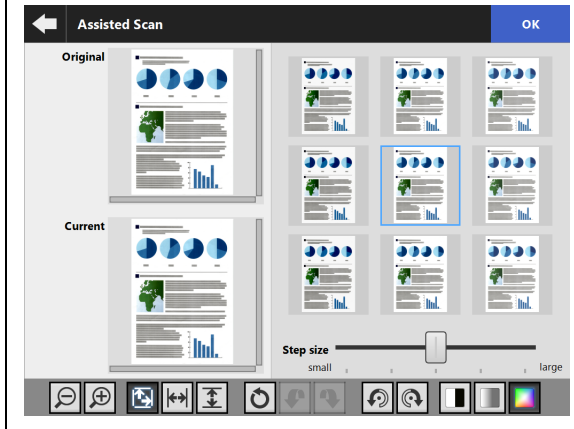 Assisted Scan
OK
Original
Current
Step size
small
large